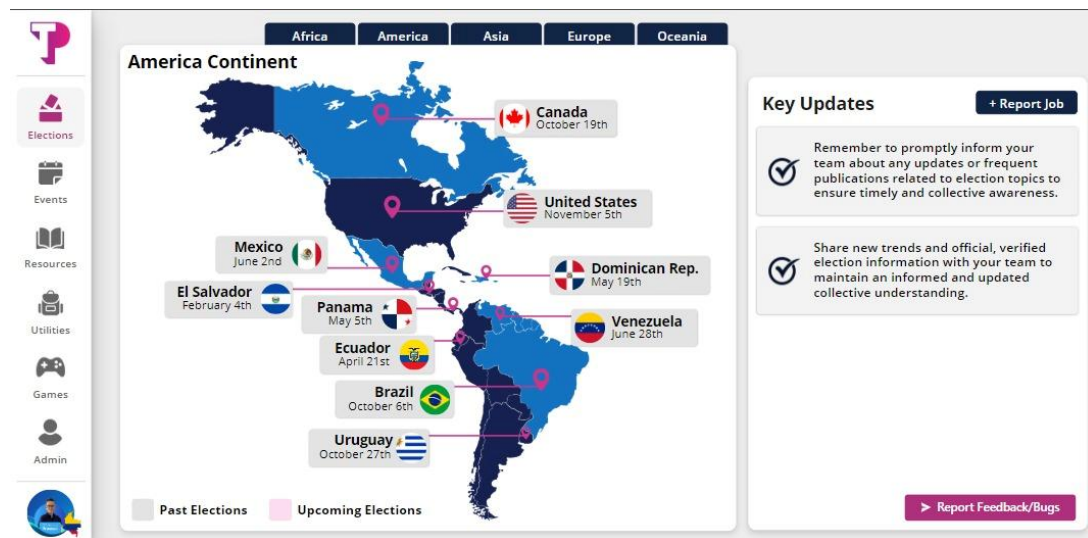 Africa
America
Asia
Europe
Oceania
America Continent
Canada
October 19th
United States
November 5th
Mexico
June 2nd
Dominican Rep.
May 19th
El Salvador
February 4th
Panama
May 5th
Venezuela
June 28th
Ecuador
April 21st
Brazil
October 6th
Uruguay
October 27th
Past Elections
Upcoming Elections
Elections
Events
Resources
Utilities
Games
Admin
Key Updates
+ Report Job
Remember to promptly inform your
team about any updates or frequent
publications related to election topics to
ensure timely and collective awareness.
Share new trends and official, verified
election information with your team to
maintain an informed and updated
collective understanding.
Report Feedback/Bugs